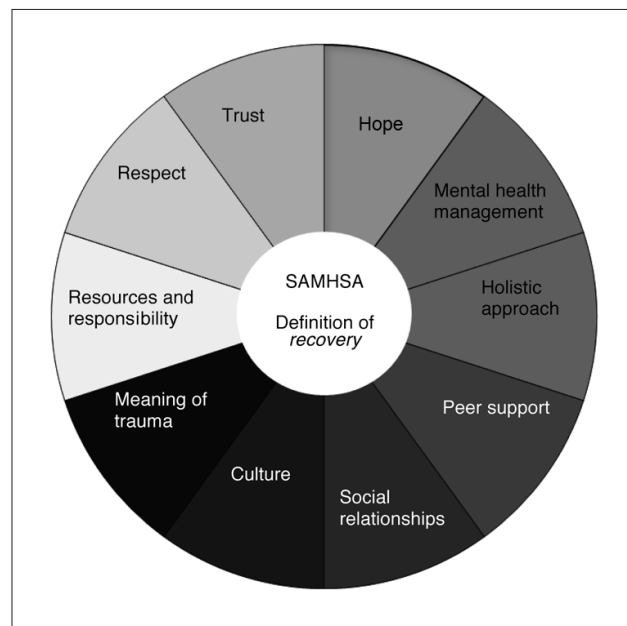 Trust
Hope
Respect
Mental health
management
SAMHSA
Definition of
recovery
Holistic
approach
Resources and
responsibility
Meaning of
trauma
Peer support
Culture
Social
relationships